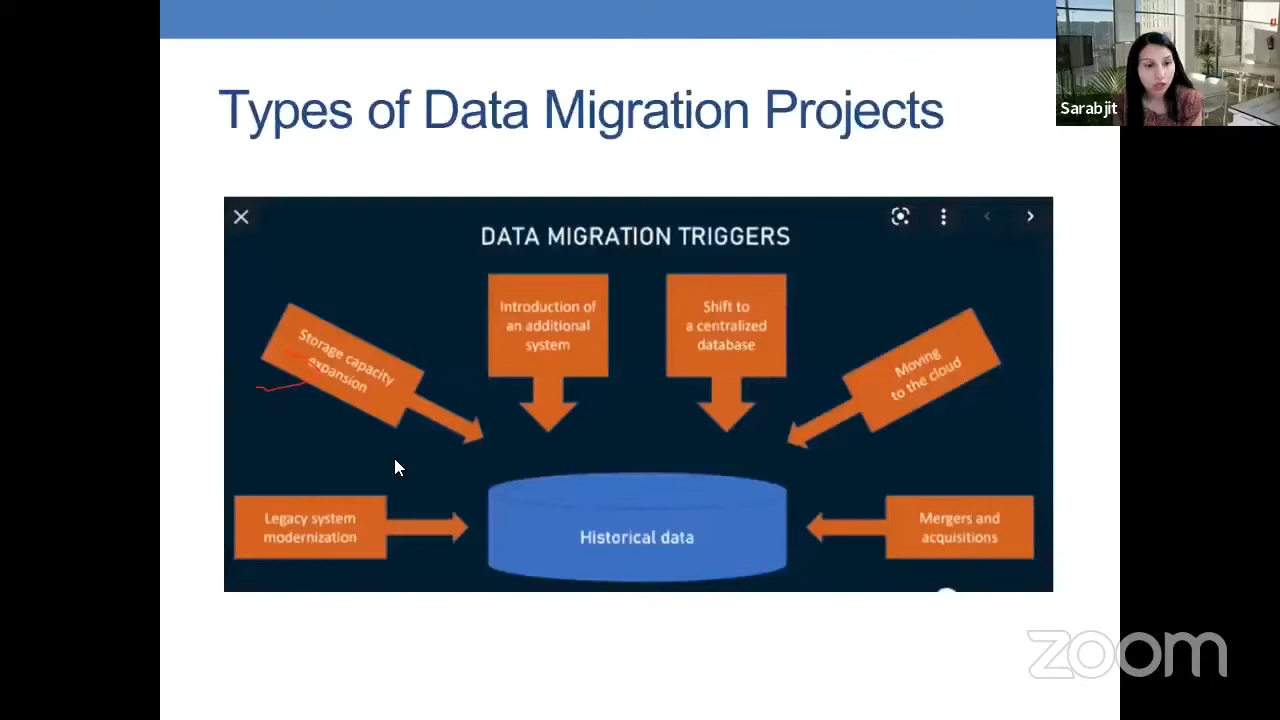 Types of Data Migration Projects
Sarabjit
DATA MIGRATION TRIGGERS
Storage capacity
expansion
Introduction of
an additional
system
Shift to
a centralized
database
Moving
to the cloud
Legacy system
modernization
Historical data
Mergers and
acquisitions
zoom